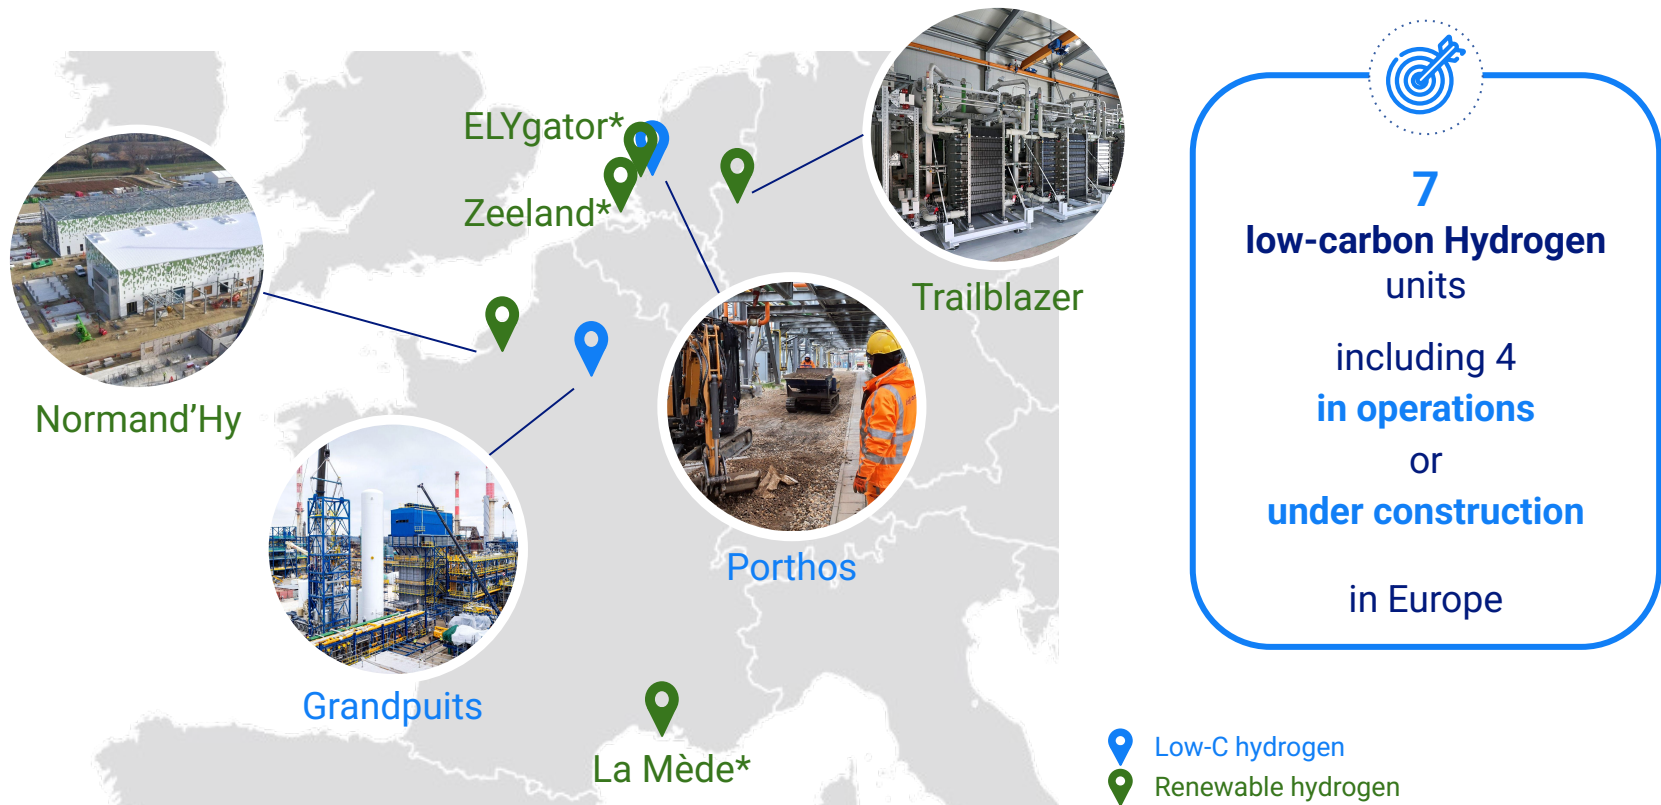 ELYgator*
Zeeland*
Trailblazer
Normand’Hy
Porthos
Grandpuits
La Mède*
7
low-carbon Hydrogen
units
including 4
in operations
or
under construction
in Europe
Low-C hydrogen
Renewable hydrogen